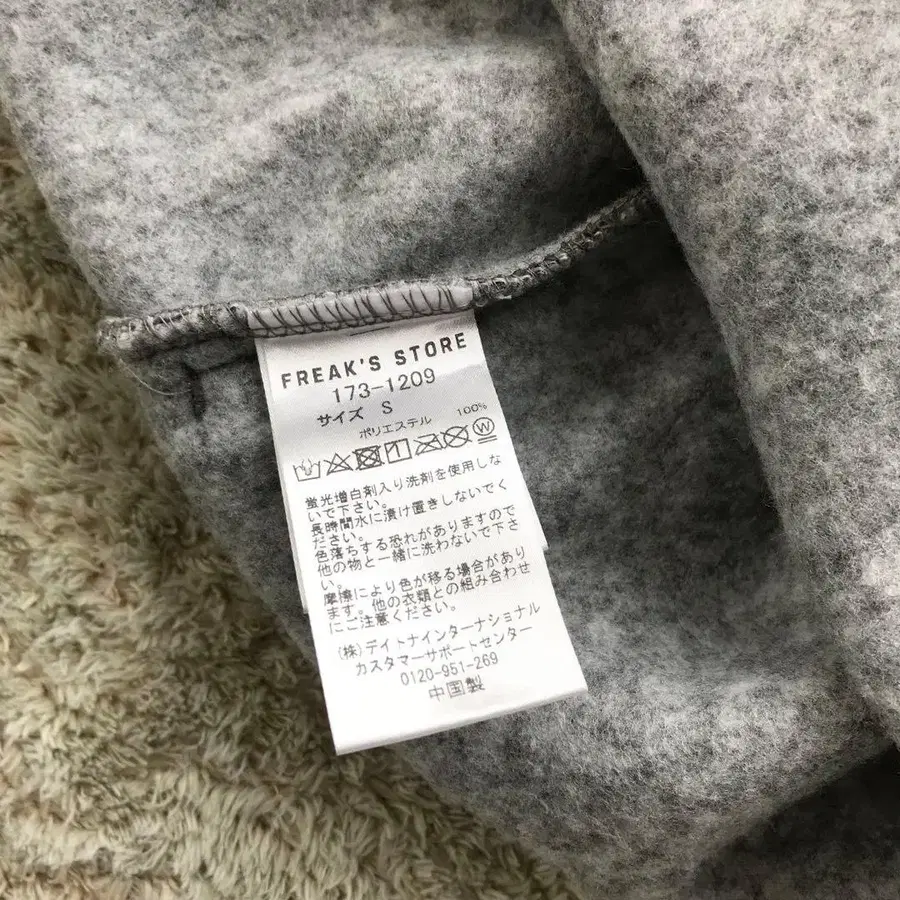 FREAK'S STORE
173-1209
サイズ S
ポリエステル 100%
W
蛍光増白剤入り洗剤を使用しな
いで下さい。
長時間水に漬け置きしないでく
ださい。
色落ちする恐れがありますので
他の物と一緒に洗わないで下さ
い。
摩擦により色が移る場合があり
ます。他の衣類との組み合わせ
にご注意ください。
(株)デイトナインターナショナル
カスタマーサポートセンター
0120-951-269
中国製